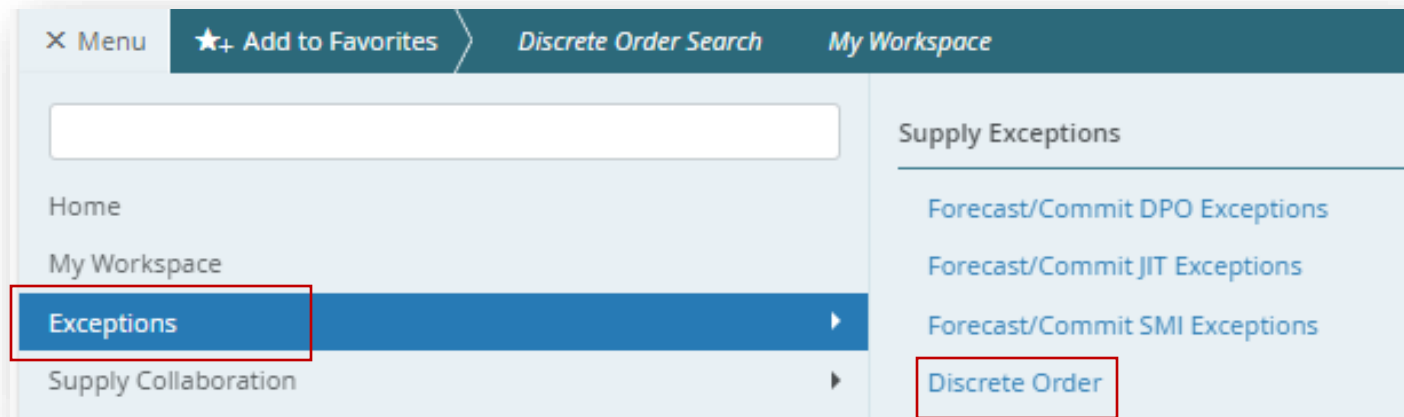 × Menu ★+ Add to Favorites Discrete Order Search My Workspace
Home
My Workspace
Exceptions
Supply Collaboration
Supply Exceptions
Forecast/Commit DPO Exceptions
Forecast/Commit JIT Exceptions
Forecast/Commit SMI Exceptions
Discrete Order